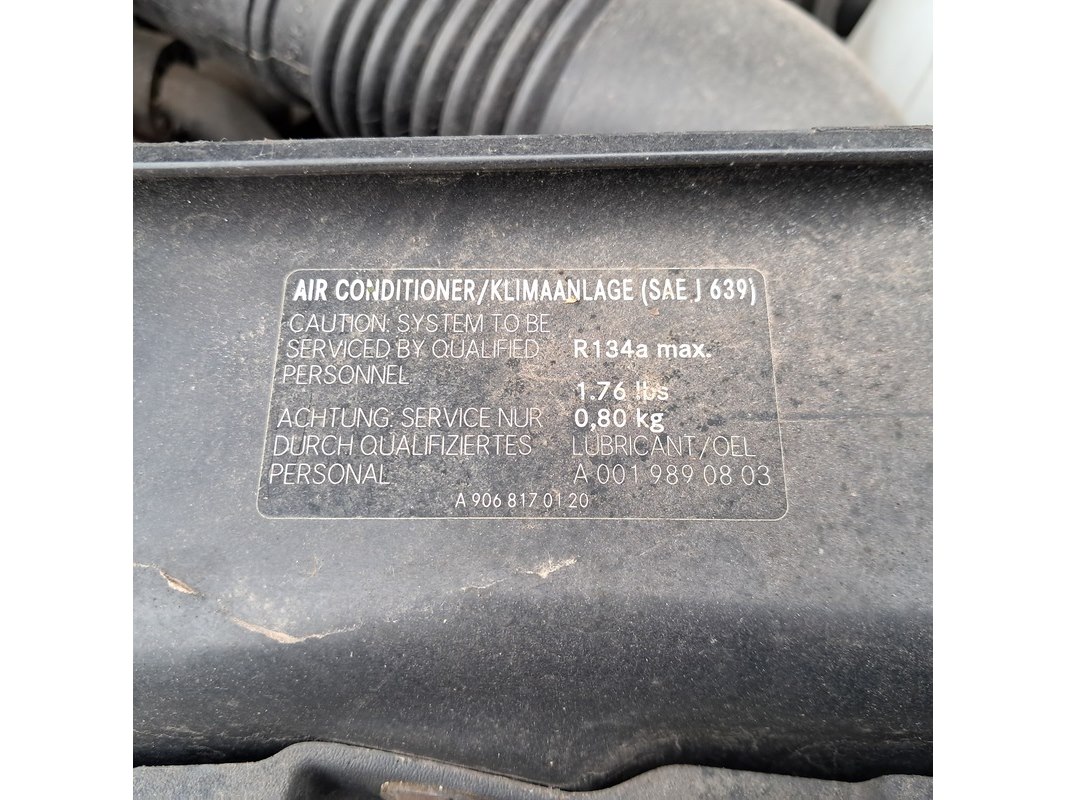 AIR CONDITIONER/KLIMAANLAGE (SAE J 639)
CAUTION: SYSTEM TO BE
SERVICED BY QUALIFIED
PERSONNEL
R134a max.
1.76 lbs
0,80 kg
ACHTUNG: SERVICE NUR
DURCH QUALIFIZIERTES
PERSONAL
LUBRICANT/OEL
A 001 989 08 03
A 906 817 01 20